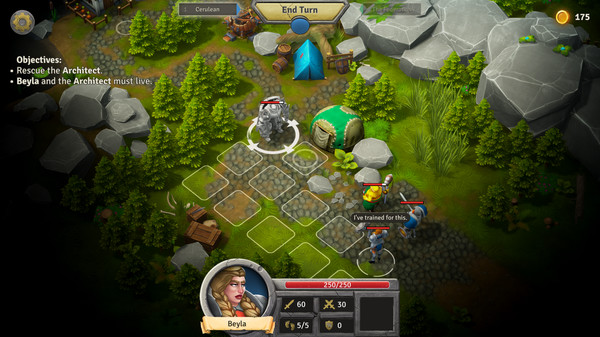 Cerulean
End Turn
175
Objectives:
• Rescue the Architect.
• Beyla and the Architect must live.
I've trained for this.
250/250
60
30
5/5
0
Beyla